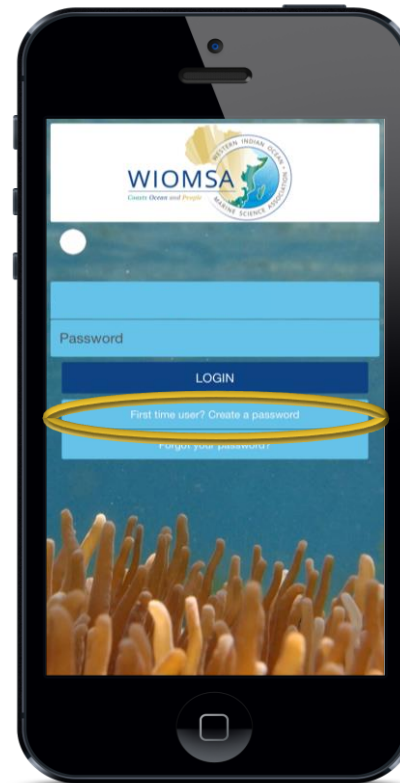 WIOMSA
Coasts Ocean and People
WESTERN INDIAN OCEAN
MARINE SCIENCE ASSOCIATION
Password
LOGIN
First time user? Create a password
Forgot your password?